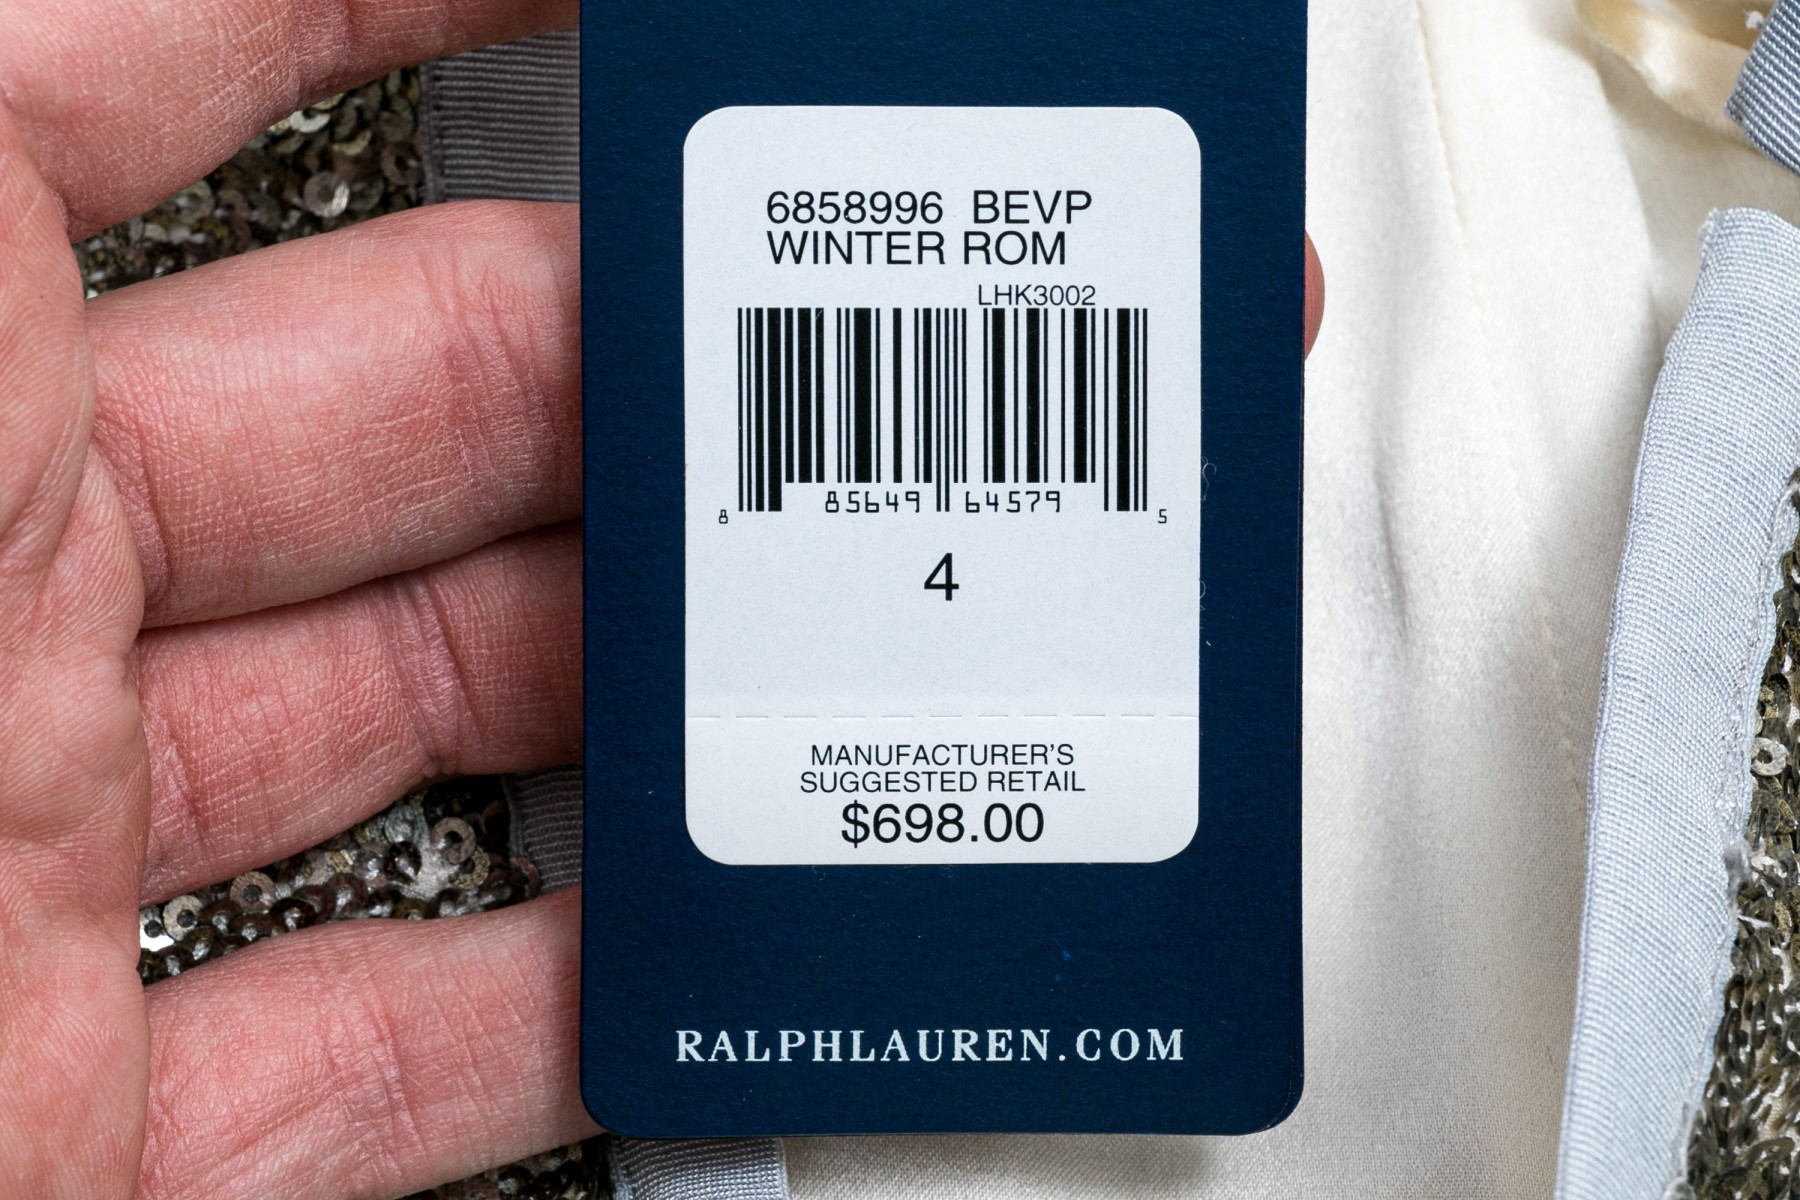 6858996 BEVP
WINTER ROM
LHK3002
8 85649 64579 5
4
MANUFACTURER'S
SUGGESTED RETAIL
$698.00
RALPHLAUREN.COM